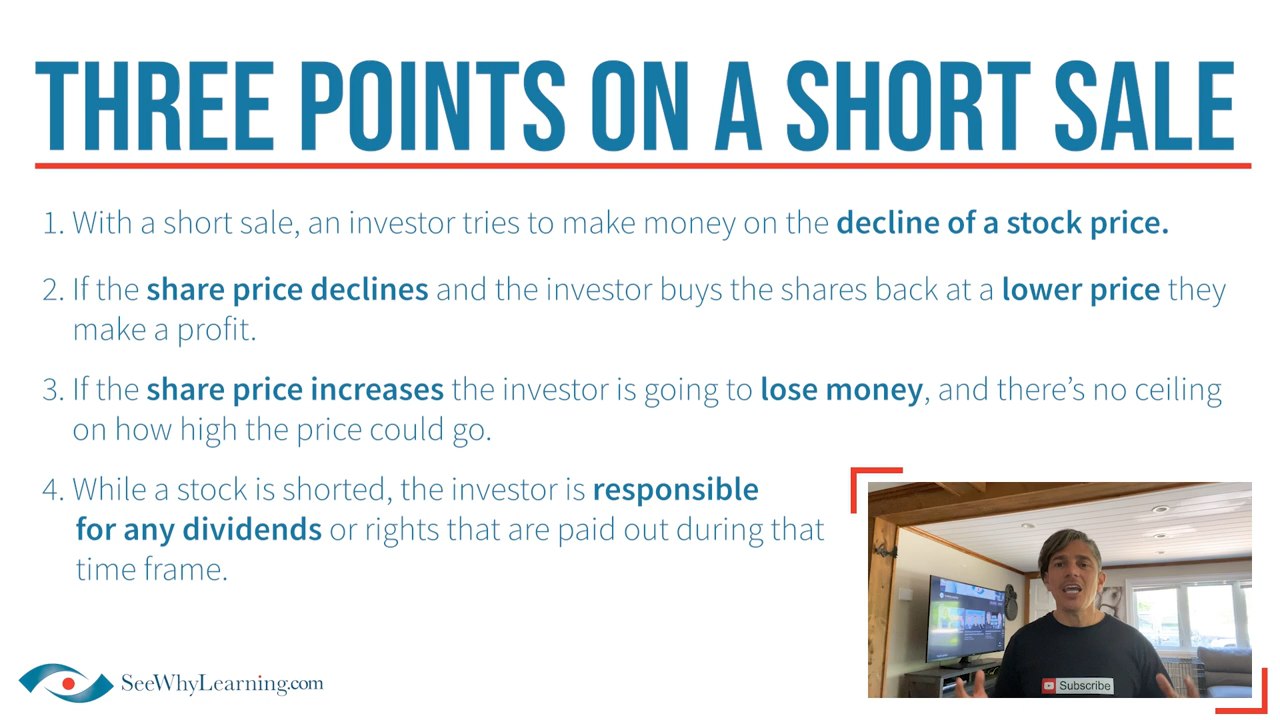 THREE POINTS ON A SHORT SALE
1. With a short sale, an investor tries to make money on the decline of a stock price.
2. If the share price declines and the investor buys the shares back at a lower price they
make a profit.
3. If the share price increases the investor is going to lose money, and there's no ceiling
on how high the price could go.
4. While a stock is shorted, the investor is responsible
for any dividends or rights that are paid out during that
time frame.
Subscribe
SeeWhyLearning.com